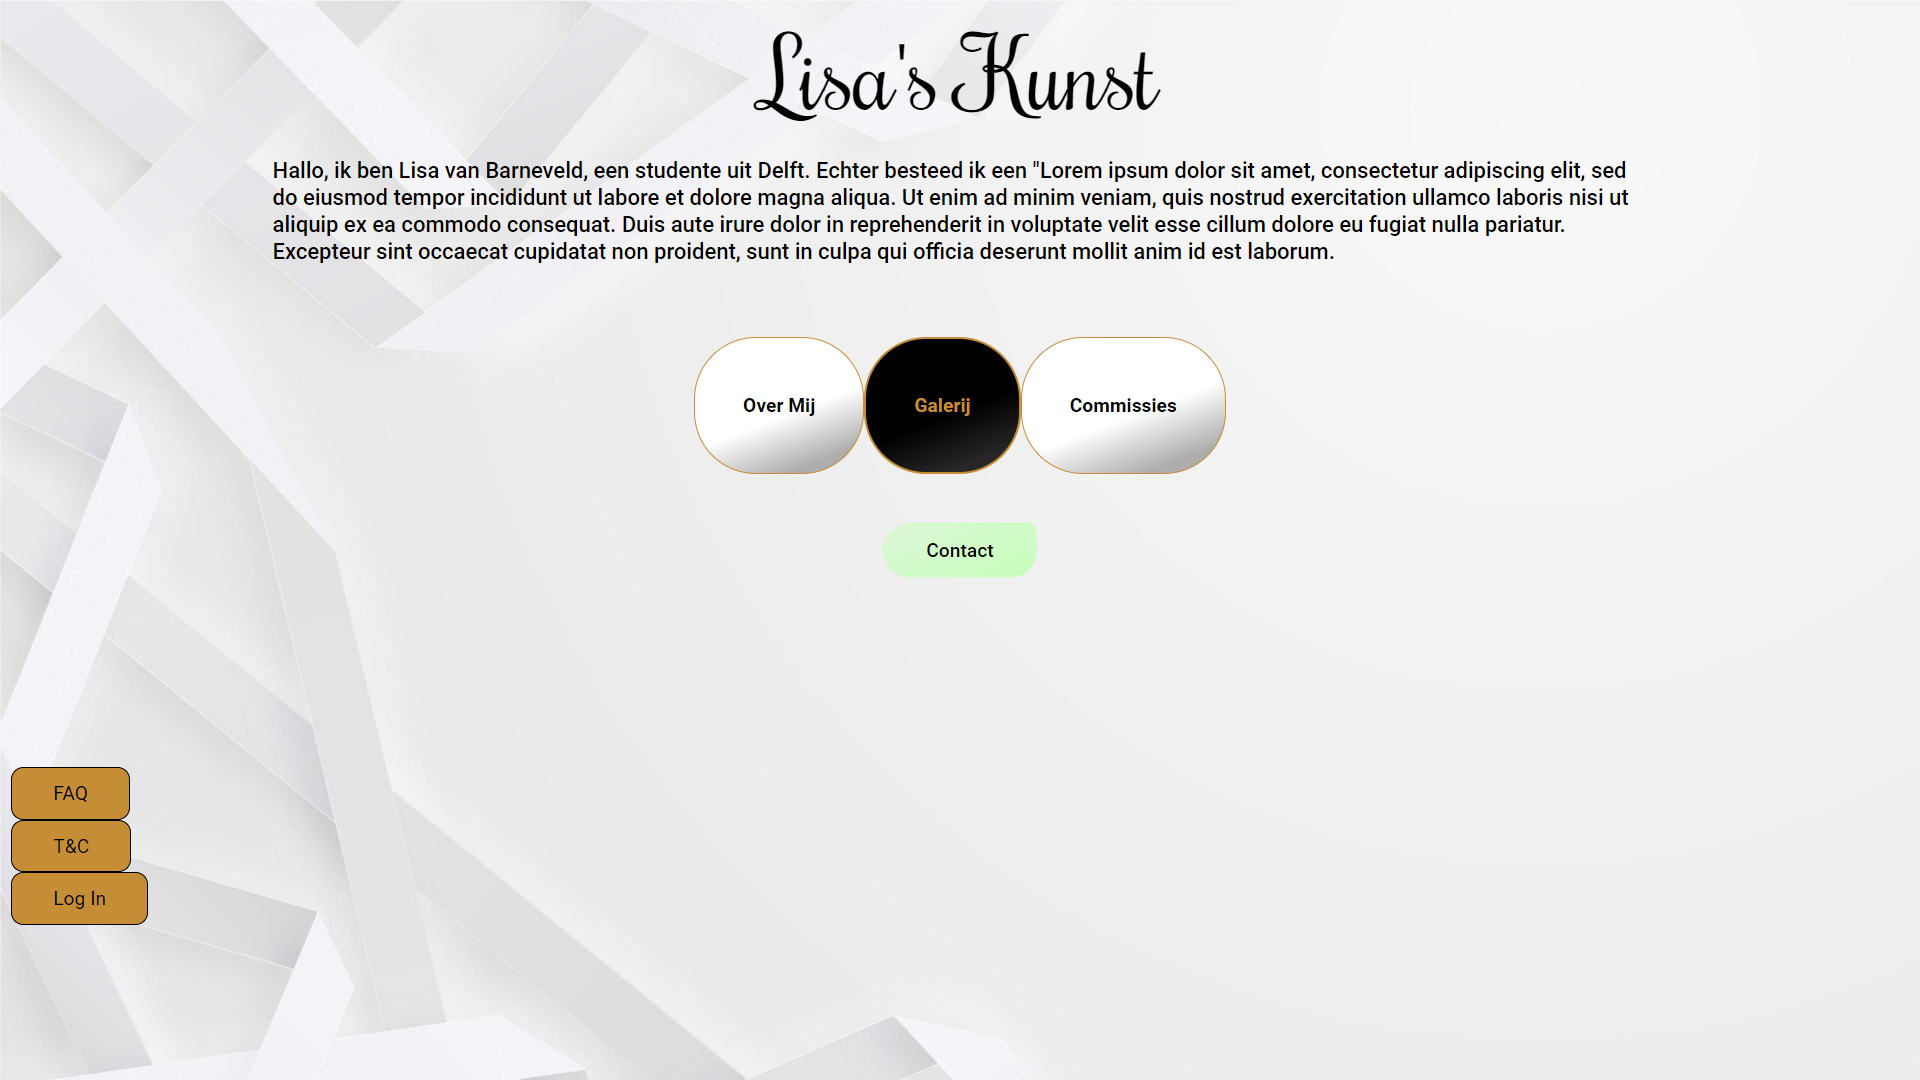 Lisa's Kunst
Hallo, ik ben Lisa van Barneveld, een studente uit Delft. Echter besteed ik een "Lorem ipsum dolor sit amet, consectetur adipiscing elit, sed
do eiusmod tempor incididunt ut labore et dolore magna aliqua. Ut enim ad minim veniam, quis nostrud exercitation ullamco laboris nisi ut
aliquip ex ea commodo consequat. Duis aute irure dolor in reprehenderit in voluptate velit esse cillum dolore eu fugiat nulla pariatur.
Excepteur sint occaecat cupidatat non proident, sunt in culpa qui officia deserunt mollit anim id est laborum.
Over Mij
Galerij
Commissies
Contact
FAQ
T&C
Log In